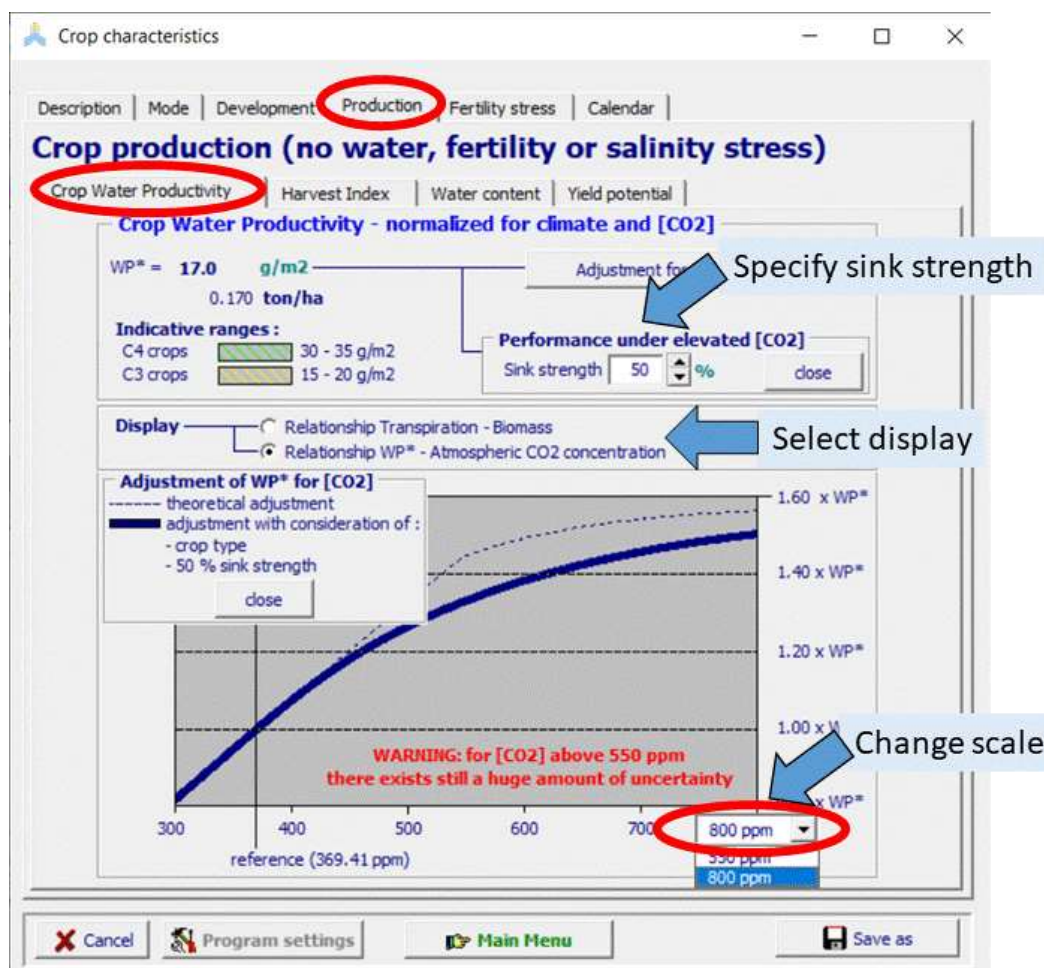 Crop characteristics
Description Mode Development Production Fertility stress Calendar
Crop production (no water, fertility or salinity stress)
Crop Water Productivity Harvest Index Water content Yield potential
Crop Water Productivity - normalized for climate and [CO2]
WP* = 17.0 g/m2
Adjustment for
Specify sink strength
0.170 ton/ha
Indicative ranges :
C4 crops 30 - 35 g/m2
C3 crops 15 - 20 g/m2
Performance under elevated [CO2]
Sink strength 50 %
close
Display
Relationship Transpiration - Biomass
Relationship WP* - Atmospheric CO2 concentration
Select display
Adjustment of WP* for [CO2]
theoretical adjustment
adjustment with consideration of :
- crop type
- 50 % sink strength
close
1.60 x WP*
1.40 x WP*
1.20 x WP*
1.00 x W
Change scale
x WP*
WARNING: for [CO2] above 550 ppm
there exists still a huge amount of uncertainty
300 400 500 600 700
800 ppm
550 ppm
800 ppm
reference (369.41 ppm)
Cancel Program settings Main Menu Save as